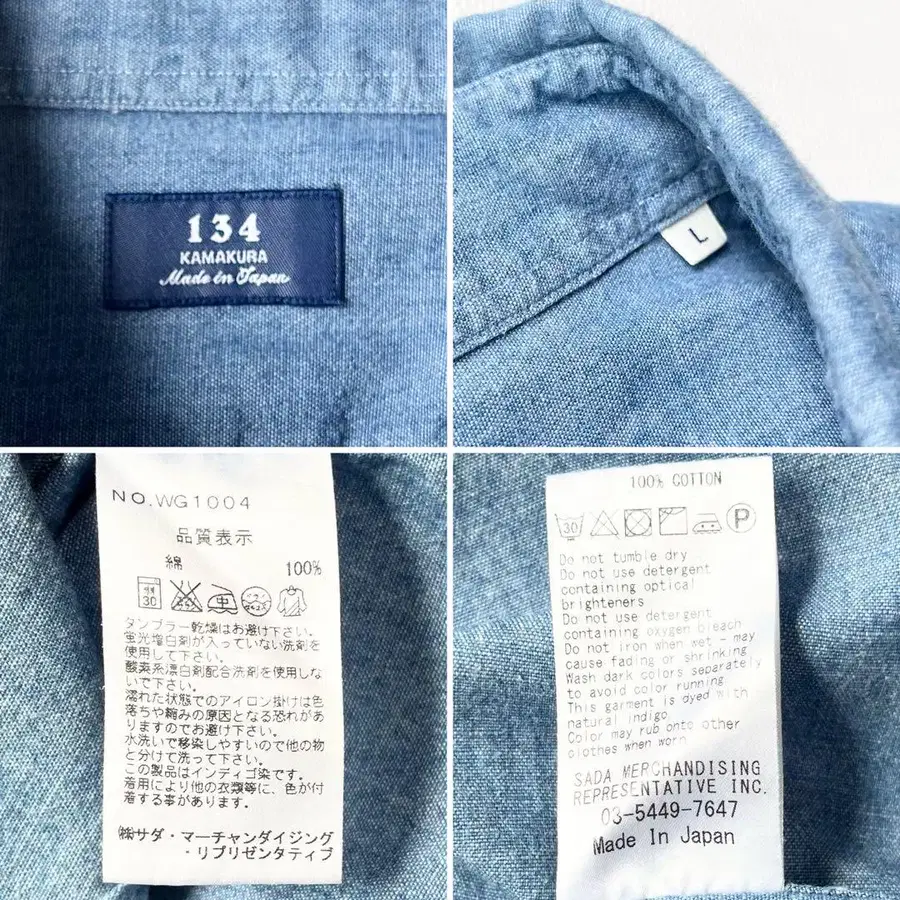 134
KAMAKURA
Made in Japan
L
NO.WG1004
品質表示
綿 100%
30
タンブラー乾燥はお避け下さい。
蛍光増白剤が入っていない洗剤を
使用して下さい。
酸素系漂白剤配合洗剤を使用しな
いで下さい。
濡れた状態でのアイロン掛けは色
落ちや縮みの原因となる恐れがあ
りますのでお避け下さい。
水洗いで移染しやすいので他の物
と分けて洗って下さい。
この製品はインディゴ染です。
着用により他の衣類等に、色が付
着する事があります。
㈱サダ・マーチャンダイジング
・リプリゼンタティブ
100% COTTON
30 P
Do not tumble dry
Do not use detergent
containing optical
brighteners
Do not use detergent
containing oxygen bleach
Do not iron when wet - may
cause fading or shrinking
Wash dark colors separately
to avoid color running
This garment is dyed with
natural indigo
Color may rub onto other
clothes when worn
SADA MERCHANDISING
REPRESENTATIVE INC.
03-5449-7647
Made In Japan